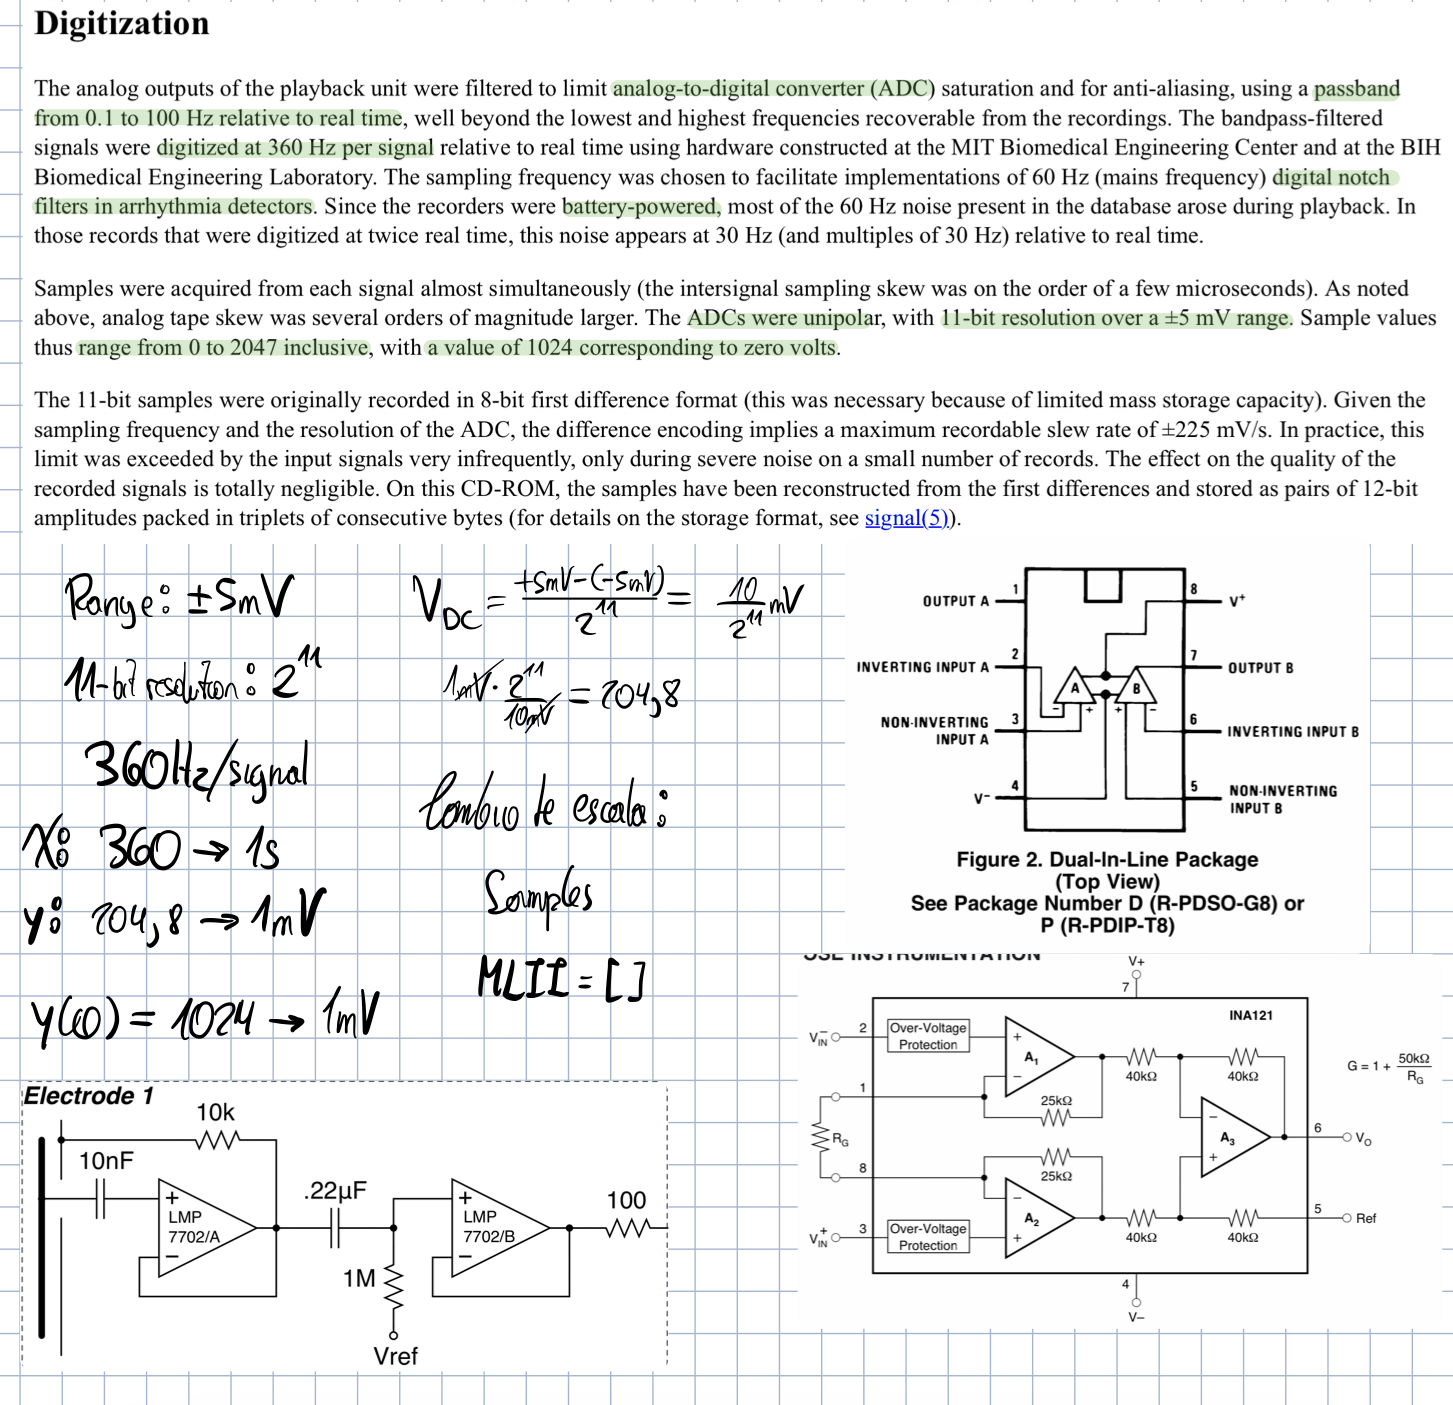 Digitization
The analog outputs of the playback unit were filtered to limit analog-to-digital converter (ADC) saturation and for anti-aliasing, using a passband
from 0.1 to 100 Hz relative to real time, well beyond the lowest and highest frequencies recoverable from the recordings. The bandpass-filtered
signals were digitized at 360 Hz per signal relative to real time using hardware constructed at the MIT Biomedical Engineering Center and at the BIH
Biomedical Engineering Laboratory. The sampling frequency was chosen to facilitate implementations of 60 Hz (mains frequency) digital notch
filters in arrhythmia detectors. Since the recorders were battery-powered, most of the 60 Hz noise present in the database arose during playback. In
those records that were digitized at twice real time, this noise appears at 30 Hz (and multiples of 30 Hz) relative to real time.
Samples were acquired from each signal almost simultaneously (the intersignal sampling skew was on the order of a few microseconds). As noted
above, analog tape skew was several orders of magnitude larger. The ADCs were unipolar, with 11-bit resolution over a ±5 mV range. Sample values
thus range from 0 to 2047 inclusive, with a value of 1024 corresponding to zero volts.
The 11-bit samples were originally recorded in 8-bit first difference format (this was necessary because of limited mass storage capacity). Given the
sampling frequency and the resolution of the ADC, the difference encoding implies a maximum recordable slew rate of ±225 mV/s. In practice, this
limit was exceeded by the input signals very infrequently, only during severe noise on a small number of records. The effect on the quality of the
recorded signals is totally negligible. On this CD-ROM, the samples have been reconstructed from the first differences and stored as pairs of 12-bit
amplitudes packed in triplets of consecutive bytes (for details on the storage format, see signal(5)).
Range: ±5mV
11-bit resolution: 2^11
360Hz/signal
X: 360 → 1s
y: 204,8 → 1mV
y(0) = 1024 → 1mV
V_DC = (+5mV-(-5mV))/2^11 = 10/2^11 mV
1mV · 2^11/10mV = 204,8
Cambio de escala:
Samples
MLII = []
1
OUTPUT A
2
INVERTING INPUT A
3
NON-INVERTING
INPUT A
4
V-
8
V+
7
OUTPUT B
6
INVERTING INPUT B
5
NON-INVERTING
INPUT B
A
B
- +
+ -
Figure 2. Dual-In-Line Package
(Top View)
See Package Number D (R-PDSO-G8) or
P (R-PDIP-T8)
Electrode 1
10k
10nF
+
LMP
7702/A
−
.22µF
1M
Vref
+
LMP
7702/B
−
100
V+
7
INA121
V-IN
2
Over-Voltage
Protection
+
A1
−
40kΩ
40kΩ
G = 1 + 50kΩ/RG
1
25kΩ
RG
−
A3
+
6
VO
8
25kΩ
−
A2
+
5
Ref
V+IN
3
Over-Voltage
Protection
40kΩ
40kΩ
4
V–